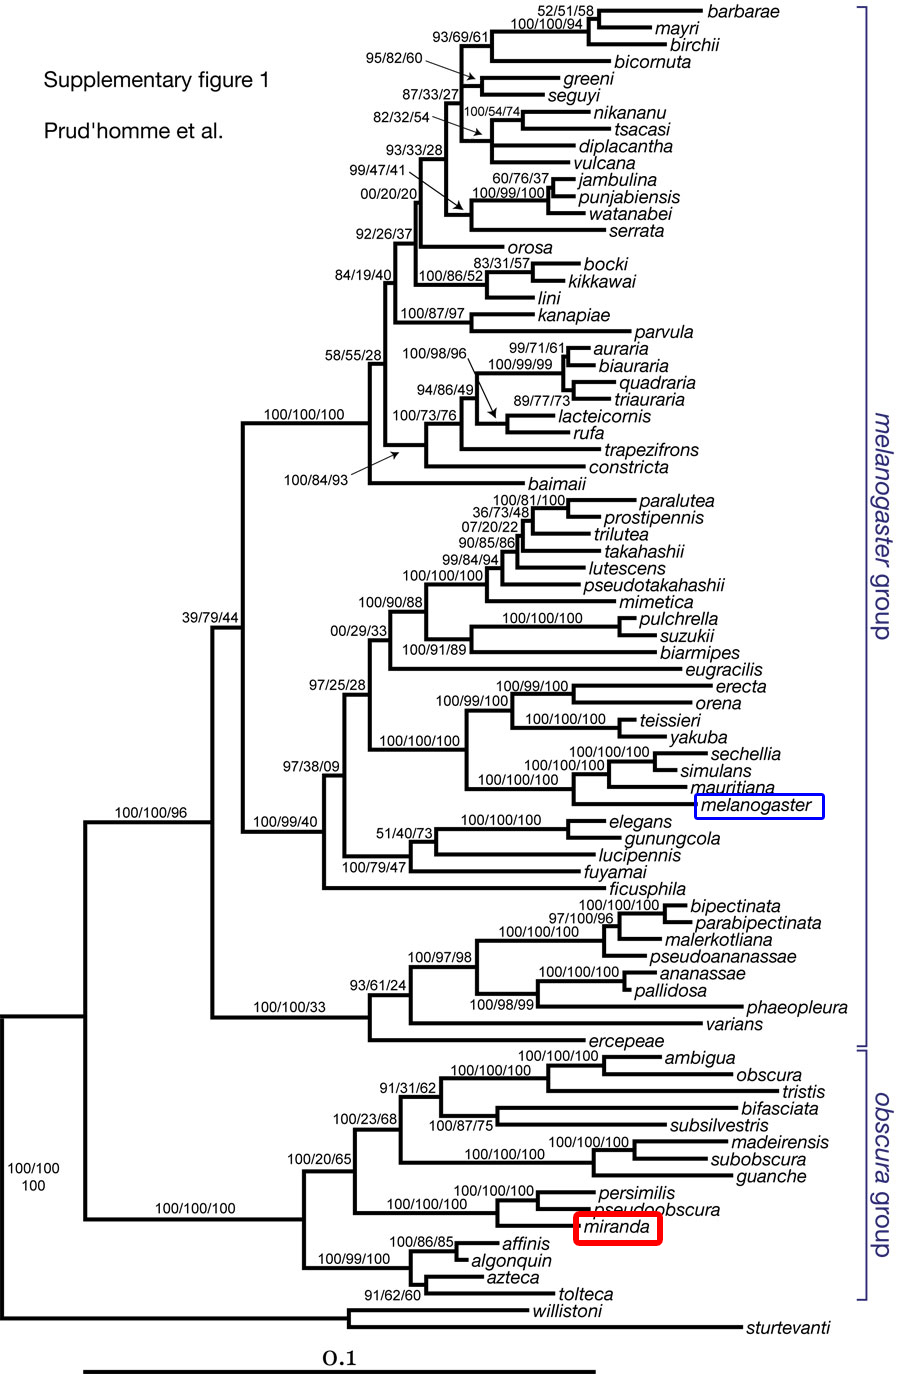 52/51/58
barbarae
100/100/94
mayri
93/69/61
birchii
bicornuta
95/82/60
Supplementary figure 1
greeni
seguyi
87/33/27
100/54/74
nikananu
82/32/54
tsacasi
Prud'homme et al.
diplacantha
93/33/28
vulcana
99/47/41
60/76/37
jambulina
00/20/20
100/99/100
punjabiensis
watanabei
92/26/37
serrata
orosa
83/31/57
bocki
84/19/40
100/86/52
kikkawai
lini
100/87/97
kanapiae
parvula
58/55/28
100/98/96
99/71/61
auraria
100/99/99
biauraria
quadraria
94/86/49
89/77/73
triauraria
100/100/100
100/73/76
lacteicornis
rufa
trapezifrons
constricta
100/84/93
baimaii
100/81/100
paralutea
36/73/48
prostipennis
07/20/22
trilutea
90/85/86
takahashii
99/84/94
lutescens
100/100/100
pseudotakahashii
100/90/88
mimetica
39/79/44
100/100/100
pulchrella
00/29/33
suzukii
100/91/89
biarmipes
eugracilis
97/25/28
100/99/100
erecta
100/99/100
orena
100/100/100
teissieri
100/100/100
yakuba
100/100/100
sechellia
97/38/09
100/100/100
simulans
100/100/100
mauritiana
melanogaster
100/100/96
100/99/40
100/100/100
elegans
51/40/73
gunungcola
lucipennis
100/79/47
fuyamai
ficusphila
melanogaster group
100/100/100
bipectinata
97/100/96
parabipectinata
100/100/100
malerkotliana
100/97/98
pseudoananassae
100/100/100
ananassae
93/61/24
pallidosa
100/100/33
100/98/99
phaeopleura
varians
ercepeae
100/100/100
ambigua
100/100/100
obscura
91/31/62
tristis
bifasciata
100/23/68
100/87/75
subsilvestris
100/100/100
madeirensis
100/20/65
100/100/100
subobscura
100/100
100
guanche
100/100/100
persimilis
100/100/100
100/100/100
pseudoobscura
miranda
obscura group
100/86/85
affinis
100/99/100
algonquin
azteca
91/62/60
tolteca
willistoni
sturtevanti
0.1